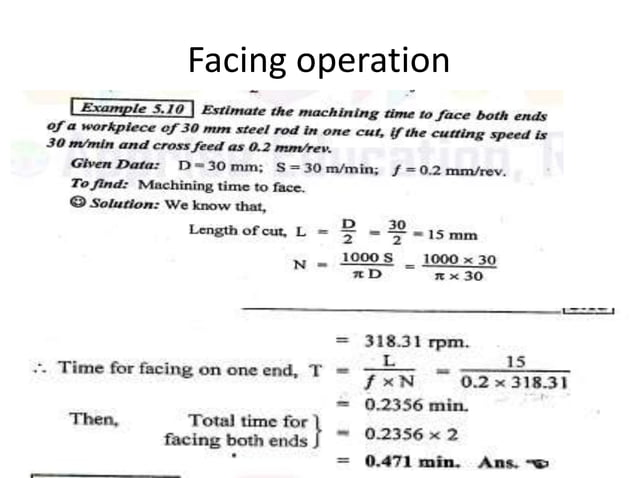 Facing operation
Example 5.10 Estimate the machining time to face both ends
of a workpiece of 30 mm steel rod in one cut, if the cutting speed is
30 m/min and cross feed as 0.2 mm/rev.
Given Data: D = 30 mm; S = 30 m/min; f = 0.2 mm/rev.
To find: Machining time to face.
☺ Solution: We know that,
Length of cut, L = D/2 = 30/2 = 15 mm
N = 1000 S/π D = 1000 × 30/π × 30
= 318.31 rpm.
∴ Time for facing on one end, T = L/f × N = 15/0.2 × 318.31
= 0.2356 min.
Then, Total time for facing both ends } = 0.2356 × 2
= 0.471 min. Ans.